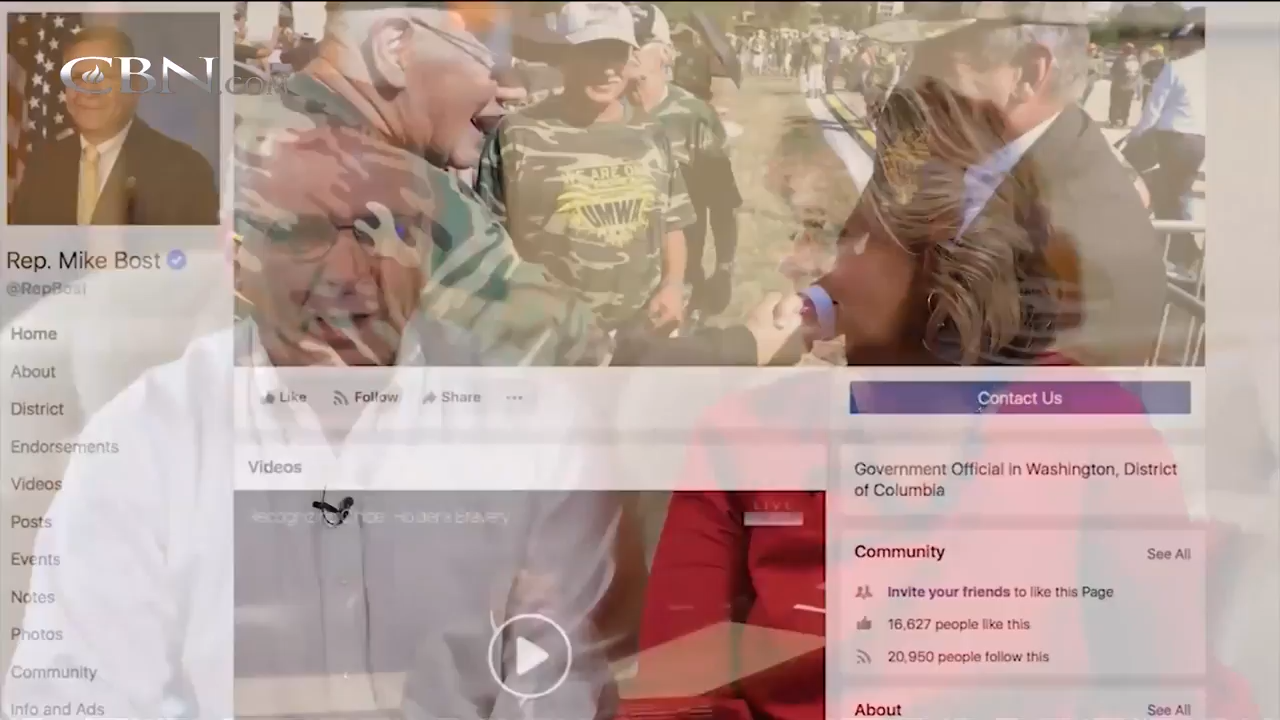 CBN.com
WE ARE ON
UMWA
Rep. Mike Bost
@RepBost
Home
About
District
Endorsements
Videos
Posts
Events
Notes
Photos
Community
Info and Ads
Like
Follow
Share
Contact Us
Videos
LIVE
Government Official in Washington, District
of Columbia
Community
See All
Invite your friends to like this Page
16,627 people like this
20,950 people follow this
About
See All